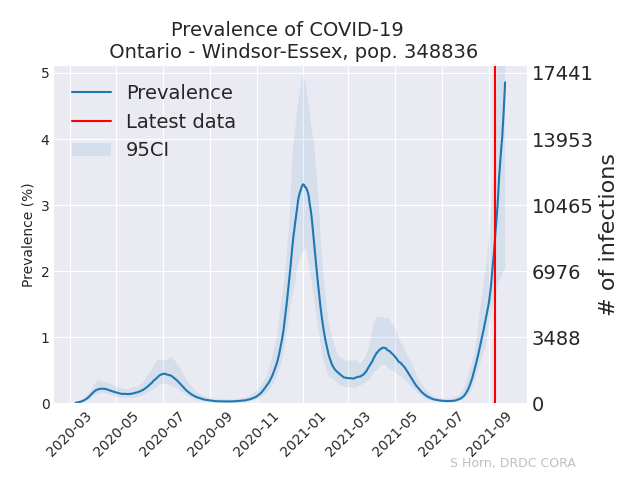 Prevalence of COVID-19
Ontario - Windsor-Essex, pop. 348836
Prevalence
Latest data
95CI
Prevalence (%)
5
4
3
2
1
0
17441
13953
10465
6976
3488
0
# of infections
2020-03
2020-05
2020-07
2020-09
2020-11
2021-01
2021-03
2021-05
2021-07
2021-09
S Horn, DRDC CORA